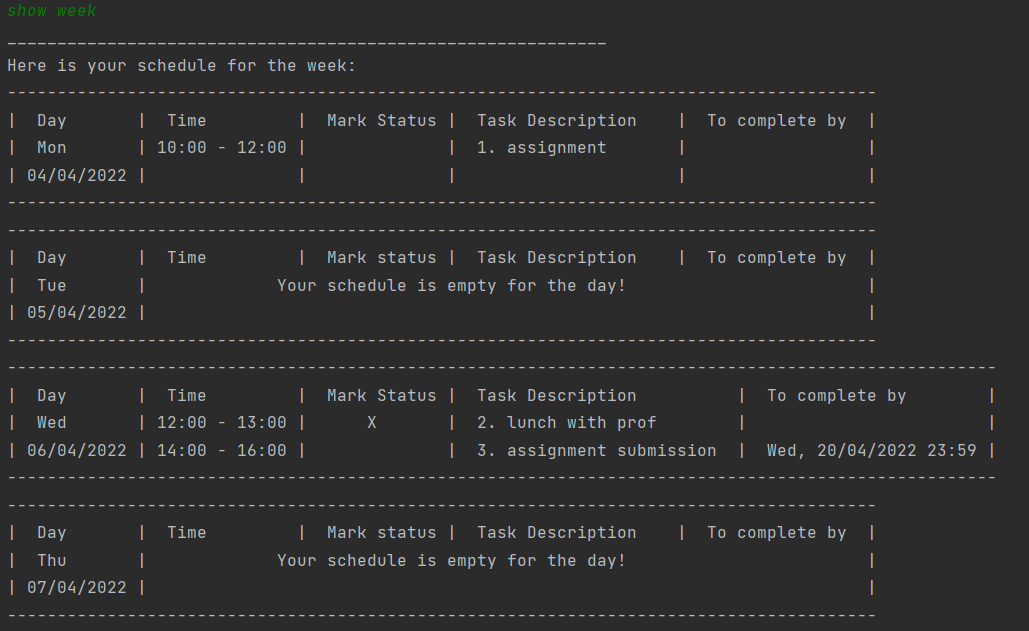 show week
____________________________________________________________
Here is your schedule for the week:
---------------------------------------------------------------------------------------
|  Day       |  Time         |  Mark Status |  Task Description    |  To complete by  |
|  Mon       | 10:00 - 12:00 |              |  1. assignment       |                  |
| 04/04/2022 |               |              |                      |                  |
---------------------------------------------------------------------------------------
---------------------------------------------------------------------------------------
|  Day       |  Time         |  Mark status |  Task Description    |  To complete by  |
|  Tue       |             Your schedule is empty for the day!                        |
| 05/04/2022 |                                                                        |
---------------------------------------------------------------------------------------
---------------------------------------------------------------------------------------------------
|  Day       |  Time         |  Mark Status |  Task Description          |  To complete by        |
|  Wed       | 12:00 - 13:00 |      X       |  2. lunch with prof        |                        |
| 06/04/2022 | 14:00 - 16:00 |              |  3. assignment submission  |  Wed, 20/04/2022 23:59 |
---------------------------------------------------------------------------------------------------
---------------------------------------------------------------------------------------
|  Day       |  Time         |  Mark status |  Task Description    |  To complete by  |
|  Thu       |             Your schedule is empty for the day!                        |
| 07/04/2022 |                                                                        |
---------------------------------------------------------------------------------------